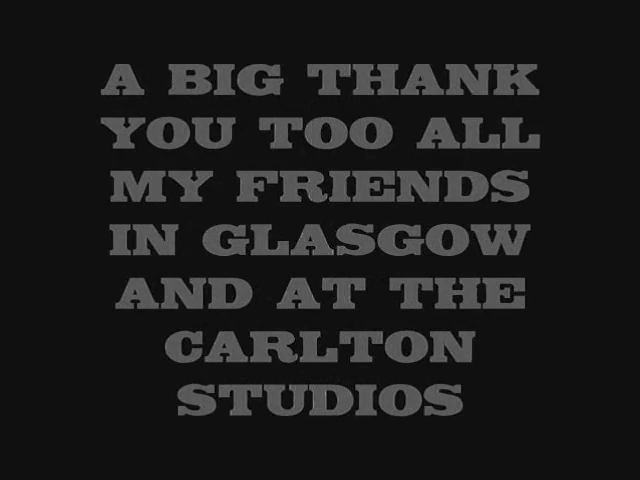 A BIG THANK
YOU TOO ALL
MY FRIENDS
IN GLASGOW
AND AT THE
CARLTON
STUDIOS